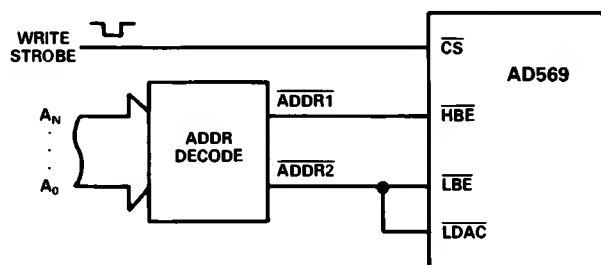 WRITE
STROBE
CS
AD569
ADDR1
HBE
AN
ADDR
DECODE
ADDR2
LBE
A0
LDAC